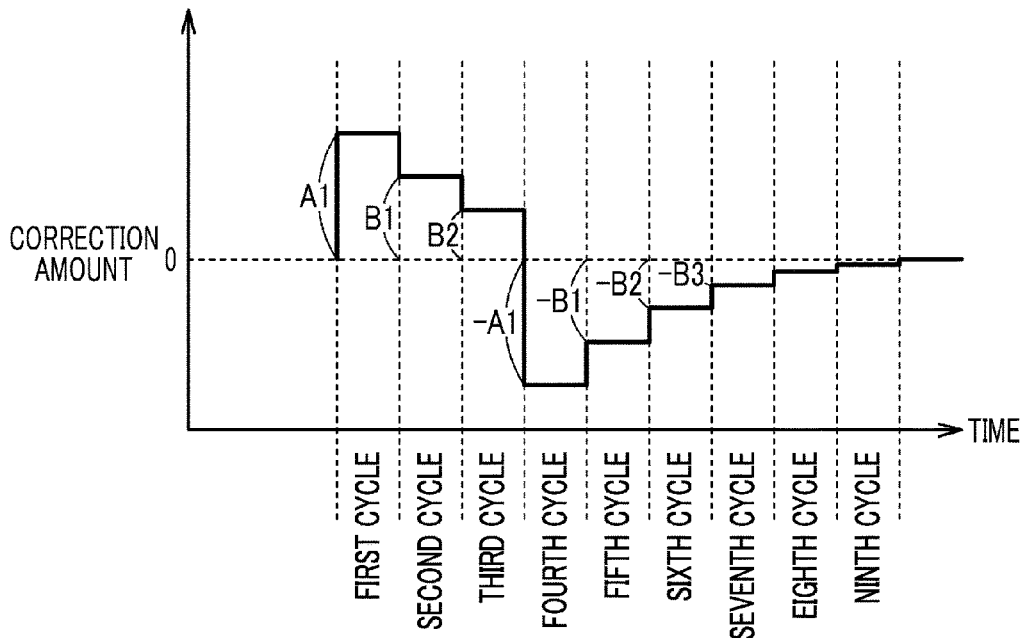 A1
B1
B2
CORRECTION
AMOUNT
0
-A1
-B1
-B2
-B3
TIME
FIRST CYCLE
SECOND CYCLE
THIRD CYCLE
FOURTH CYCLE
FIFTH CYCLE
SIXTH CYCLE
SEVENTH CYCLE
EIGHTH CYCLE
NINTH CYCLE